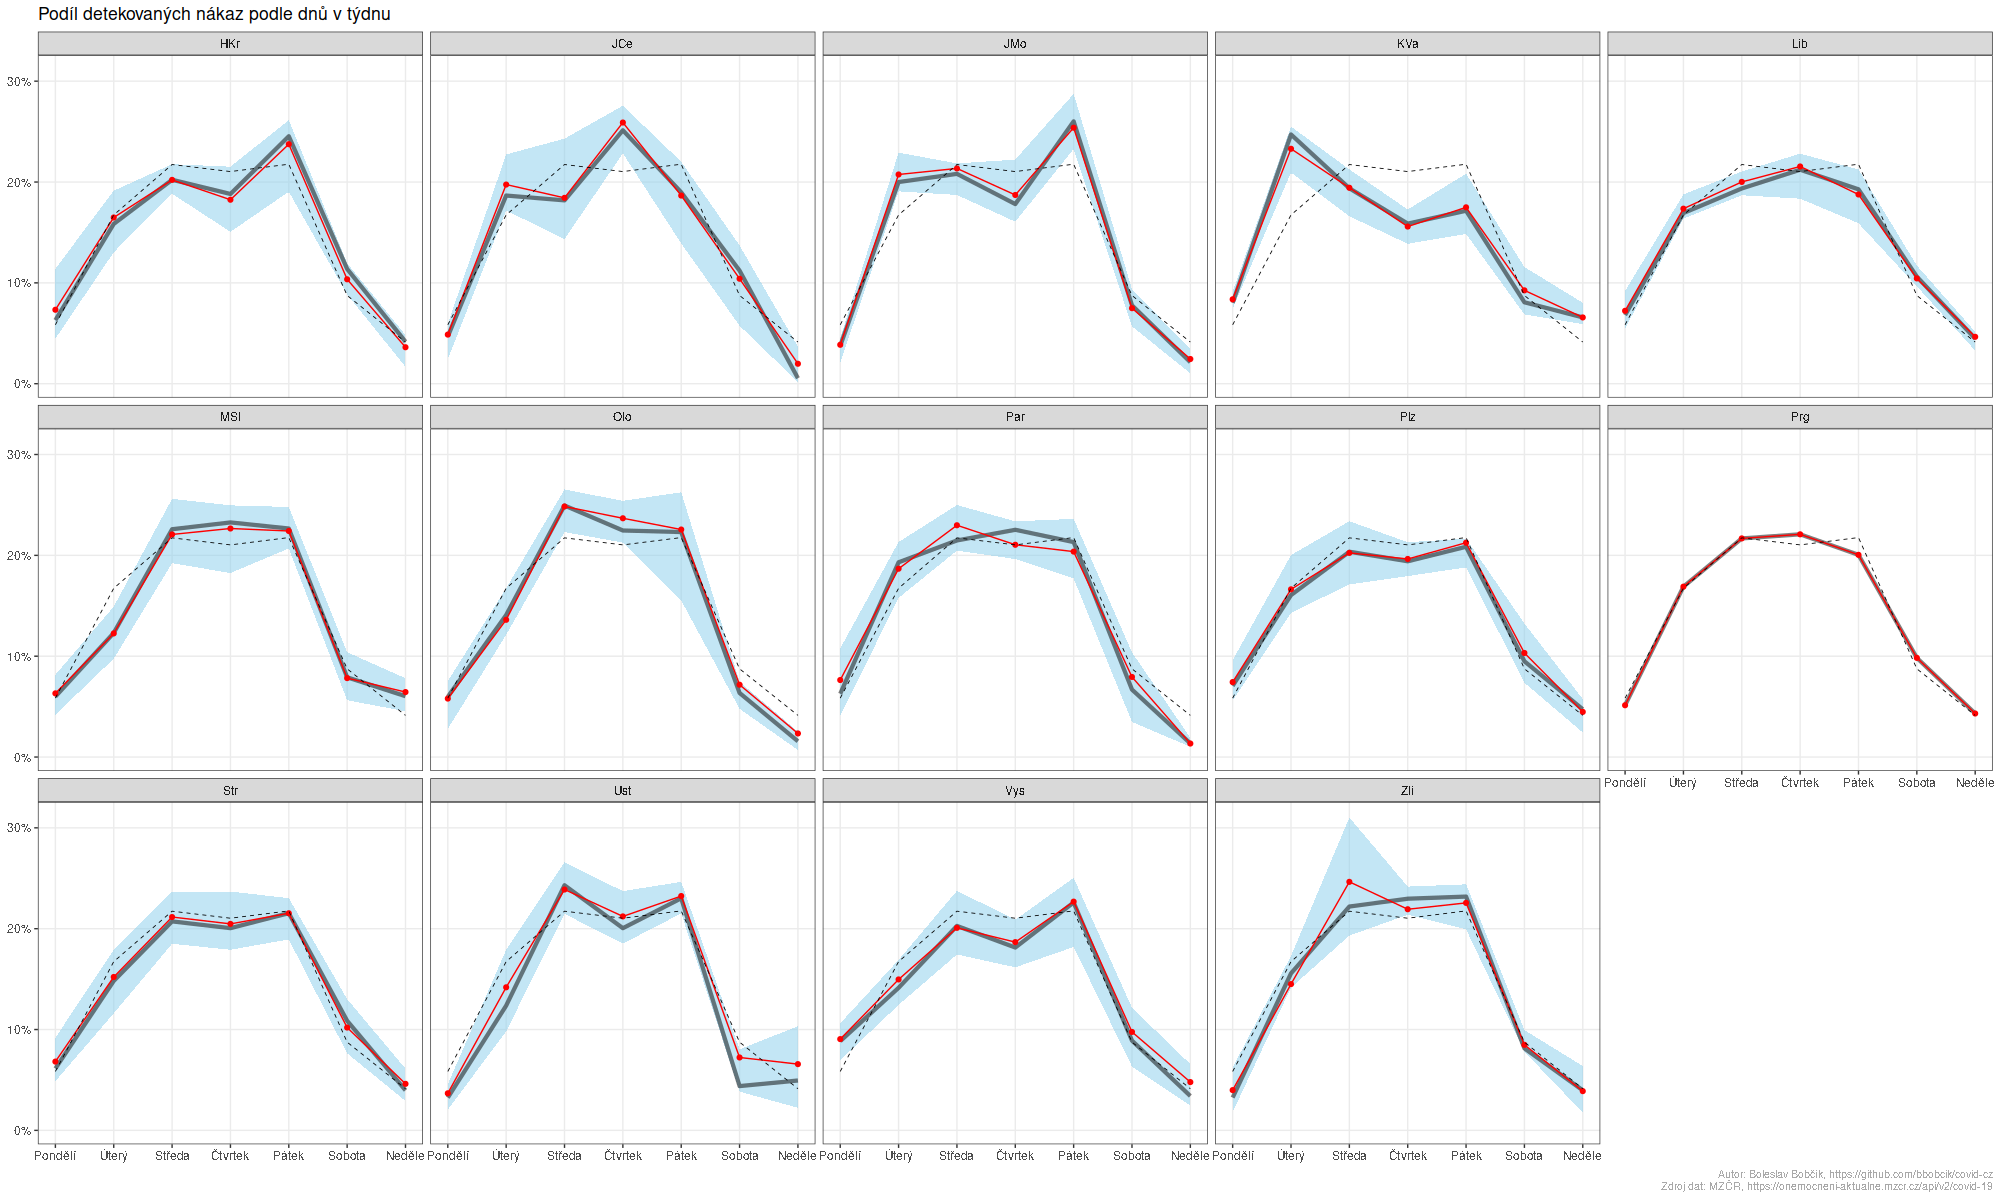 Podíl detekovaných nákaz podle dnů v týdnu
HKr JCe JMo KVa Lib
30%
20%
10%
0%
MSl Olo Par Plz Prg
30%
20%
10%
0%
Pondělí Úterý Středa Čtvrtek Pátek Sobota Neděle
Str Ust Vys Zli
30%
20%
10%
0%
Pondělí Úterý Středa Čtvrtek Pátek Sobota Neděle Pondělí Úterý Středa Čtvrtek Pátek Sobota Neděle Pondělí Úterý Středa Čtvrtek Pátek Sobota Neděle Pondělí Úterý Středa Čtvrtek Pátek Sobota Neděle
Autor: Boleslav Bobčík, https://github.com/bbobcik/covid-cz
Zdroj dat: MZČR, https://onemocneni-aktualne.mzcr.cz/api/v2/covid-19